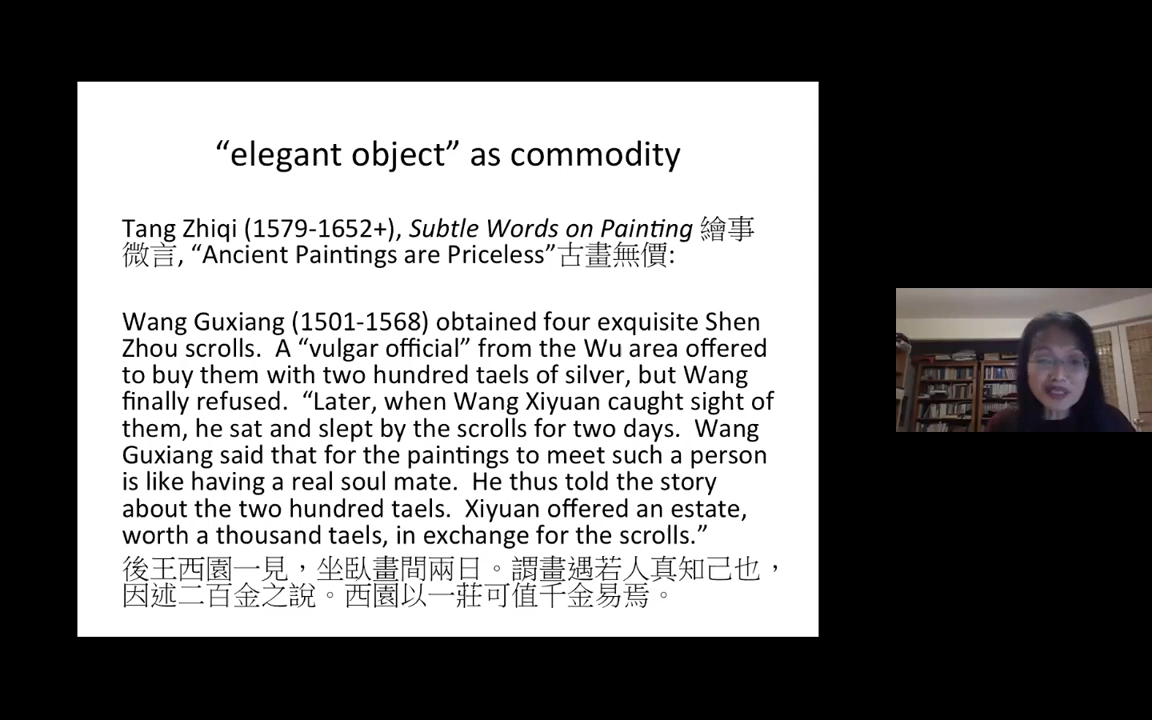 “elegant object” as commodity
Tang Zhiqi (1579-1652+), Subtle Words on Painting 繪事
微言, “Ancient Paintings are Priceless”古畫無價:
Wang Guxiang (1501-1568) obtained four exquisite Shen
Zhou scrolls.  A “vulgar official” from the Wu area offered
to buy them with two hundred taels of silver, but Wang
finally refused.  “Later, when Wang Xiyuan caught sight of
them, he sat and slept by the scrolls for two days.  Wang
Guxiang said that for the paintings to meet such a person
is like having a real soul mate.  He thus told the story
about the two hundred taels.  Xiyuan offered an estate,
worth a thousand taels, in exchange for the scrolls.”
後王西園一見，坐臥畫間兩日。謂畫遇若人真知己也，
因述二百金之說。西園以一莊可值千金易焉。